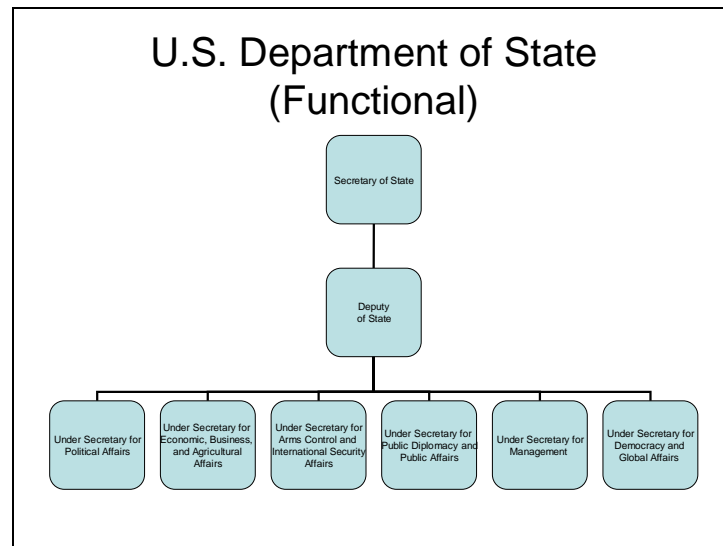 U.S. Department of State
(Functional)
Secretary of State
Deputy
of State
Under Secretary for
Political Affairs
Under Secretary for
Economic, Business,
and Agricultural
Affairs
Under Secretary for
Arms Control and
International Security
Affairs
Under Secretary for
Public Diplomacy and
Public Affairs
Under Secretary for
Management
Under Secretary for
Democracy and
Global Affairs